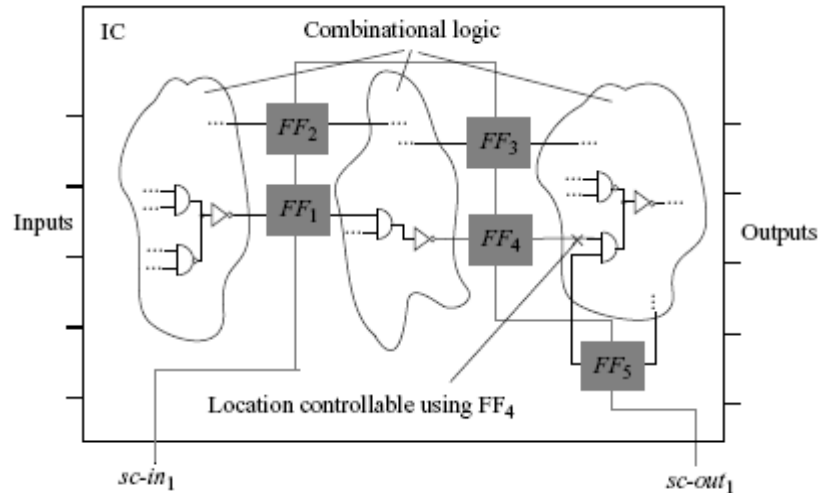 IC
Combinational logic
...
FF2
...
...
FF3
...
...
...
...
...
FF1
...
...
...
...
Inputs
...
...
FF4
Outputs
...
FF5
Location controllable using FF4
sc-in1
sc-out1